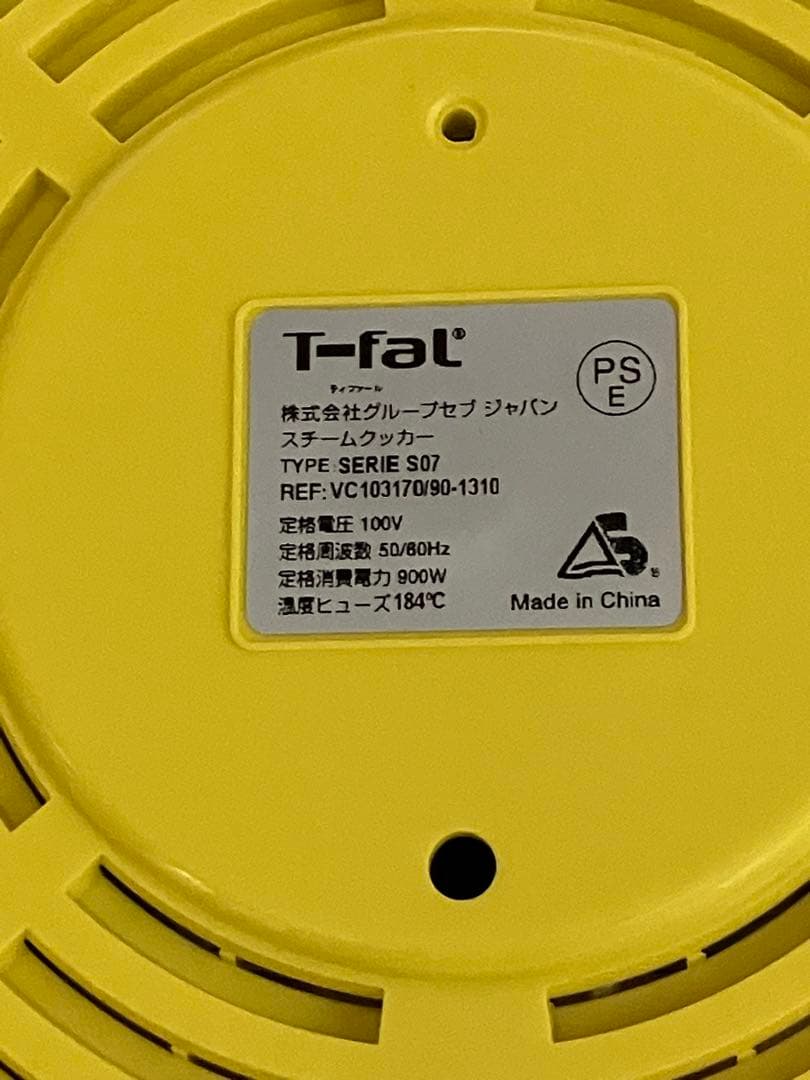 T-fal®
ティファール
PS
E
株式会社グループセブ ジャパン
スチームクッカー
TYPE SERIE S07
REF: VC103170/90-1310
定格電圧 100V
定格周波数 50/60Hz
定格消費電力 900W
温度ヒューズ184℃
Made in China